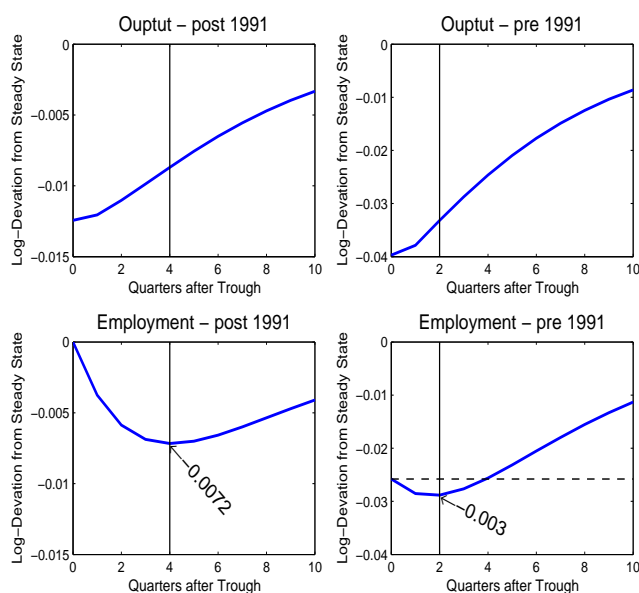 Ouptut – post 1991
Log–Devation from Steady State
0
−0.005
−0.01
−0.015
0 2 4 6 8 10
Quarters after Trough
Ouptut – pre 1991
Log–Devation from Steady State
0
−0.01
−0.02
−0.03
−0.04
0 2 4 6 8 10
Quarters after Trough
Employment – post 1991
Log–Devation from Steady State
0
−0.005
−0.01
−0.015
−0.0072
0 2 4 6 8 10
Quarters after Trough
Employment – pre 1991
Log–Devation from Steady State
0
−0.01
−0.02
−0.03
−0.04
−0.003
0 2 4 6 8 10
Quarters after Trough